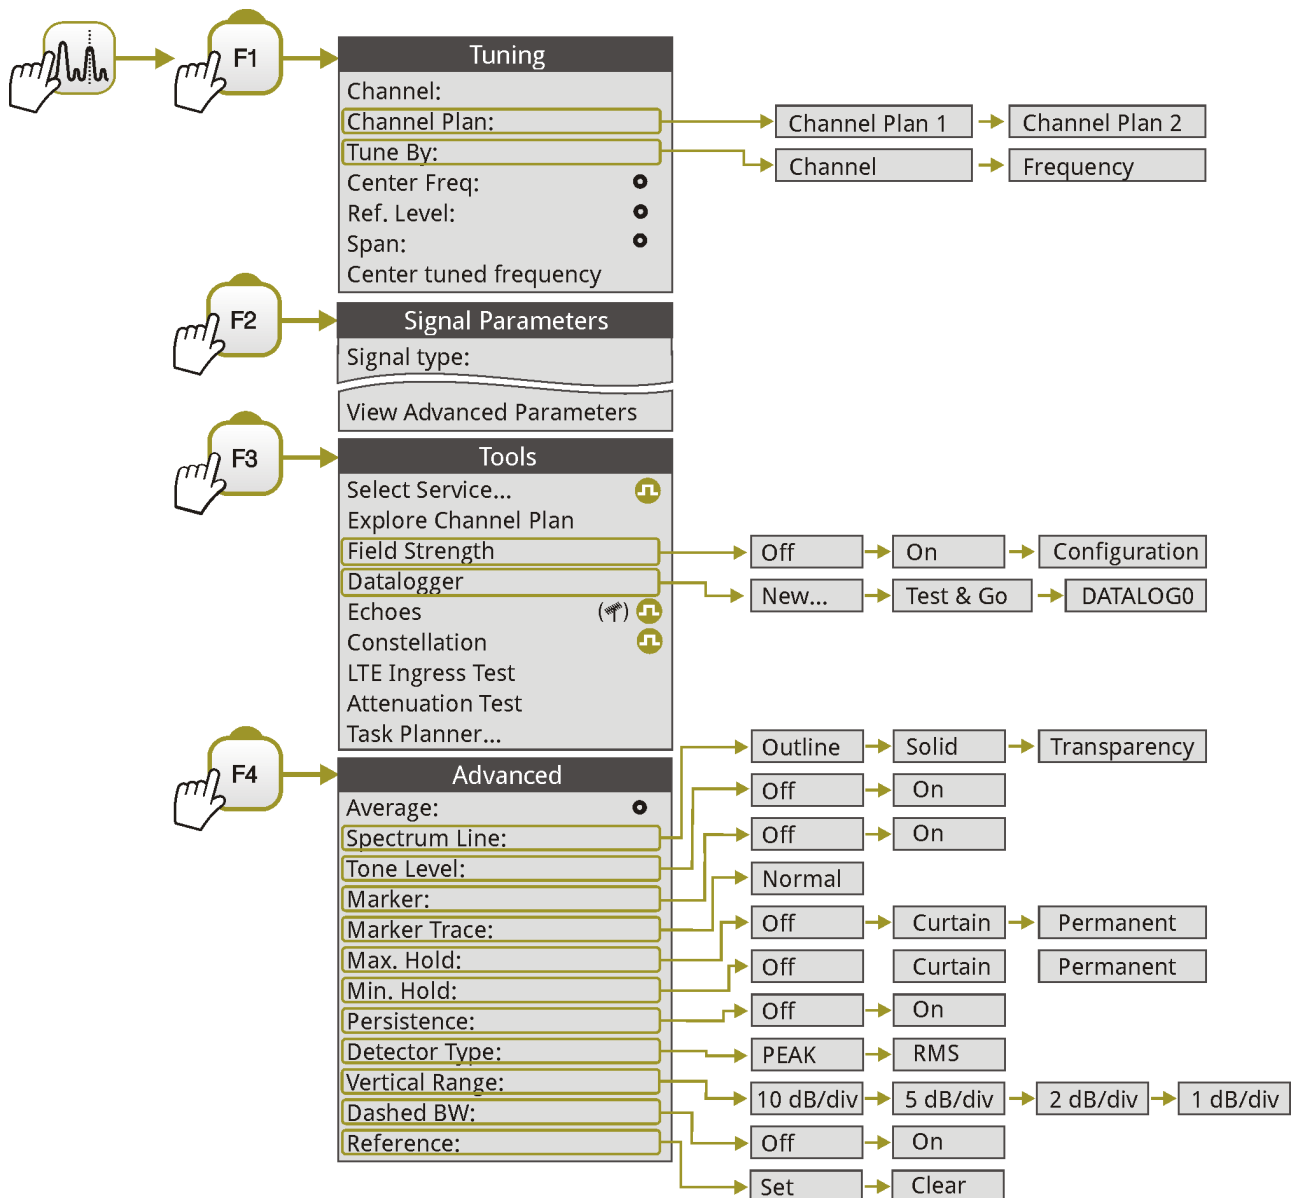 F1
Tuning
Channel:
Channel Plan:
Channel Plan 1
Channel Plan 2
Tune By:
Channel
Frequency
Center Freq:
Ref. Level:
Span:
Center tuned frequency
F2
Signal Parameters
Signal type:
View Advanced Parameters
F3
Tools
Select Service...
Explore Channel Plan
Field Strength
Off
On
Configuration
Datalogger
New...
Test & Go
DATALOG0
Echoes
Constellation
LTE Ingress Test
Attenuation Test
Task Planner...
F4
Advanced
Average:
Spectrum Line:
Outline
Solid
Transparency
Tone Level:
Off
On
Marker:
Off
On
Marker Trace:
Normal
Max. Hold:
Off
Curtain
Permanent
Min. Hold:
Off
Curtain
Permanent
Persistence:
Off
On
Detector Type:
PEAK
RMS
Vertical Range:
10 dB/div
5 dB/div
2 dB/div
1 dB/div
Dashed BW:
Off
On
Reference:
Set
Clear